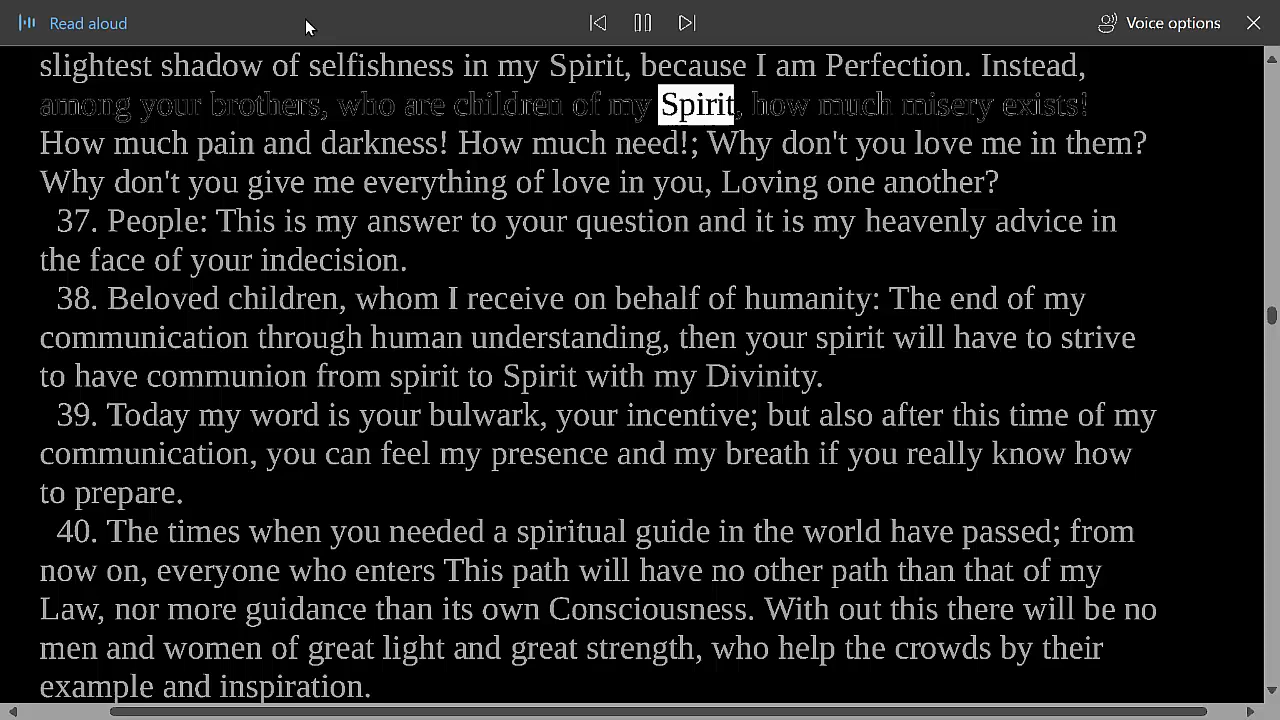 Read aloud
Voice options
slightest shadow of selfishness in my Spirit, because I am Perfection. Instead,
among your brothers, who are children of my Spirit, how much misery exists!
How much pain and darkness! How much need!; Why don't you love me in them?
Why don't you give me everything of love in you, Loving one another?
37. People: This is my answer to your question and it is my heavenly advice in
the face of your indecision.
38. Beloved children, whom I receive on behalf of humanity: The end of my
communication through human understanding, then your spirit will have to strive
to have communion from spirit to Spirit with my Divinity.
39. Today my word is your bulwark, your incentive; but also after this time of my
communication, you can feel my presence and my breath if you really know how
to prepare.
40. The times when you needed a spiritual guide in the world have passed; from
now on, everyone who enters This path will have no other path than that of my
Law, nor more guidance than its own Consciousness. With out this there will be no
men and women of great light and great strength, who help the crowds by their
example and inspiration.